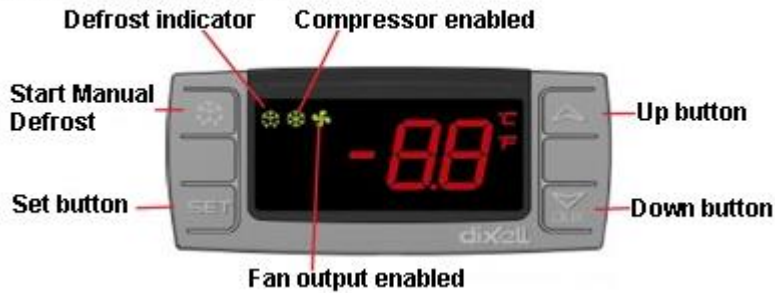 Defrost indicator
Compressor enabled
Start Manual
Defrost
Up button
-8.8
°C
°F
Set button
SET
Down button
dixell
Fan output enabled